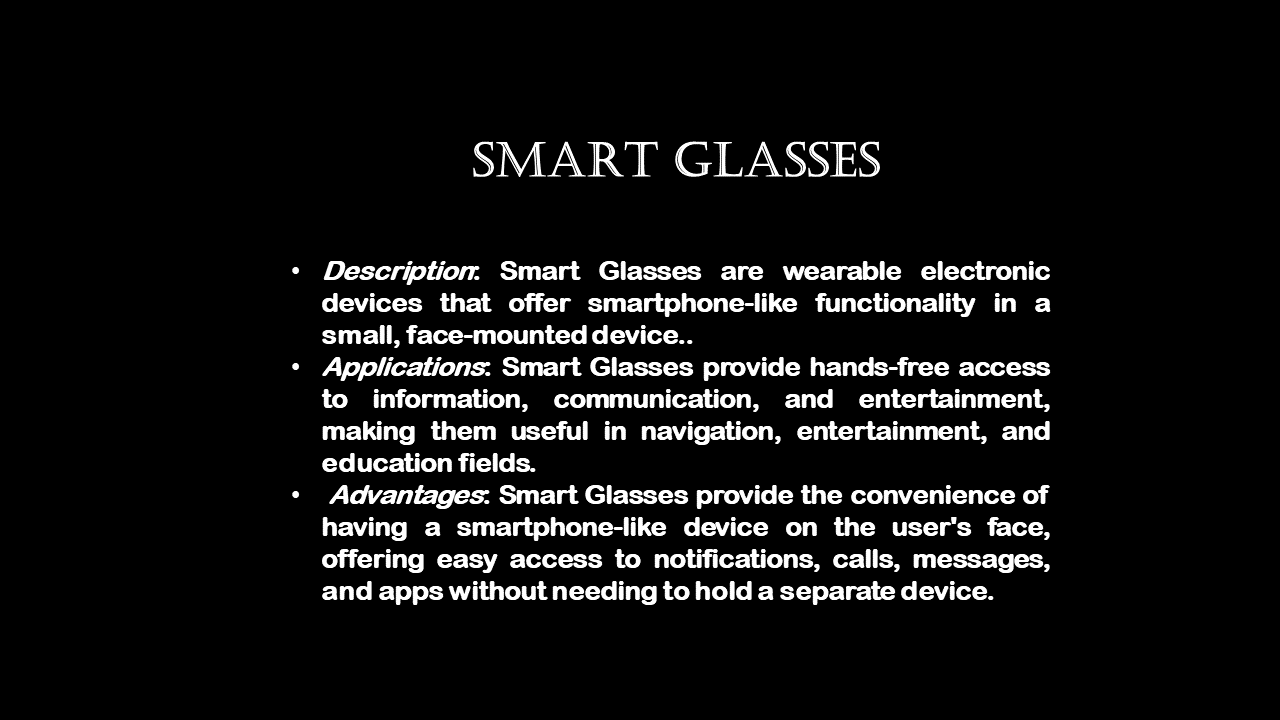 SMART GLASSES
• Description: Smart Glasses are wearable electronic
devices that offer smartphone-like functionality in a
small, face-mounted device..
• Applications: Smart Glasses provide hands-free access
to information, communication, and entertainment,
making them useful in navigation, entertainment, and
education fields.
• Advantages: Smart Glasses provide the convenience of
having a smartphone-like device on the user's face,
offering easy access to notifications, calls, messages,
and apps without needing to hold a separate device.